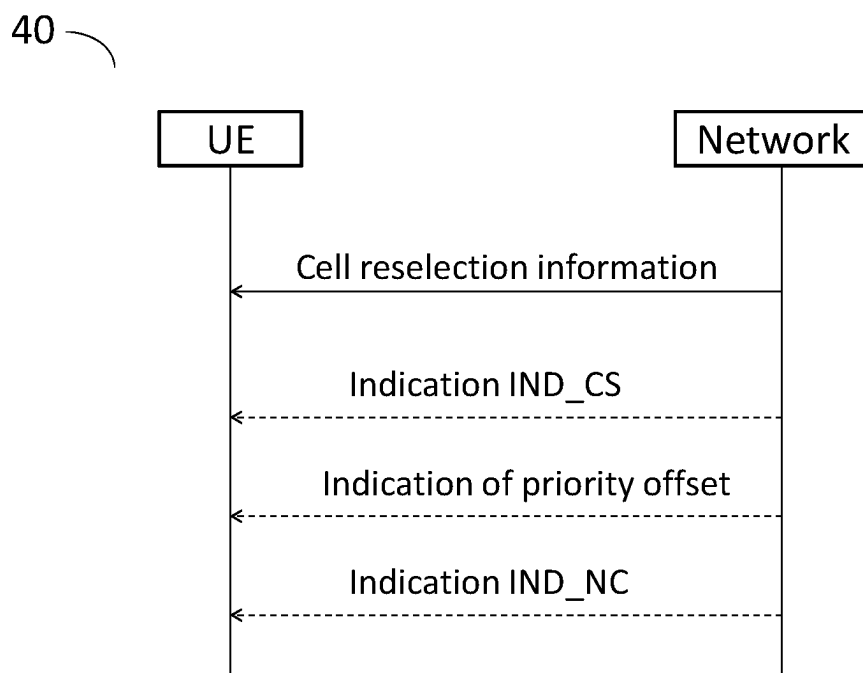 40
UE
Network
Cell reselection information
Indication IND_CS
Indication of priority offset
Indication IND_NC